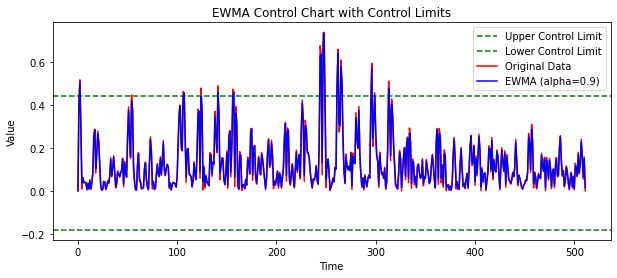 EWMA Control Chart with Control Limits
Upper Control Limit
Lower Control Limit
Original Data
EWMA (alpha=0.9)
Value
0.6
0.4
0.2
0.0
−0.2
0
100
200
300
400
500
Time